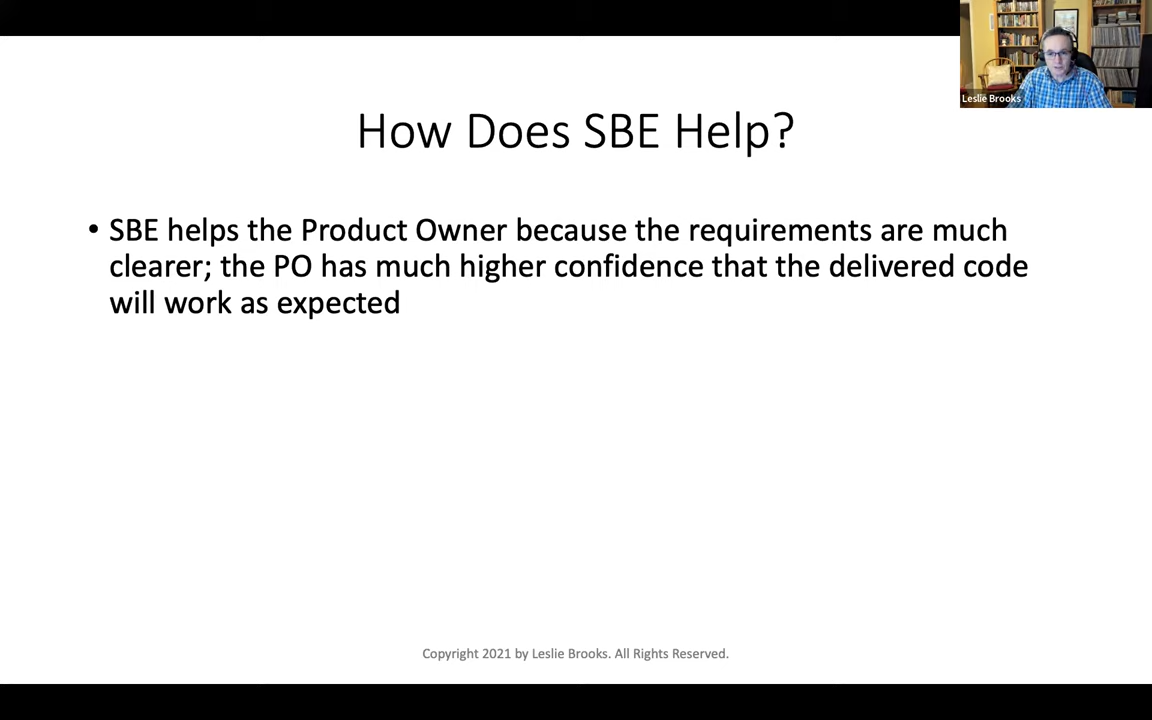 Leslie Brooks
How Does SBE Help?
• SBE helps the Product Owner because the requirements are much
clearer; the PO has much higher confidence that the delivered code
will work as expected
Copyright 2021 by Leslie Brooks. All Rights Reserved.